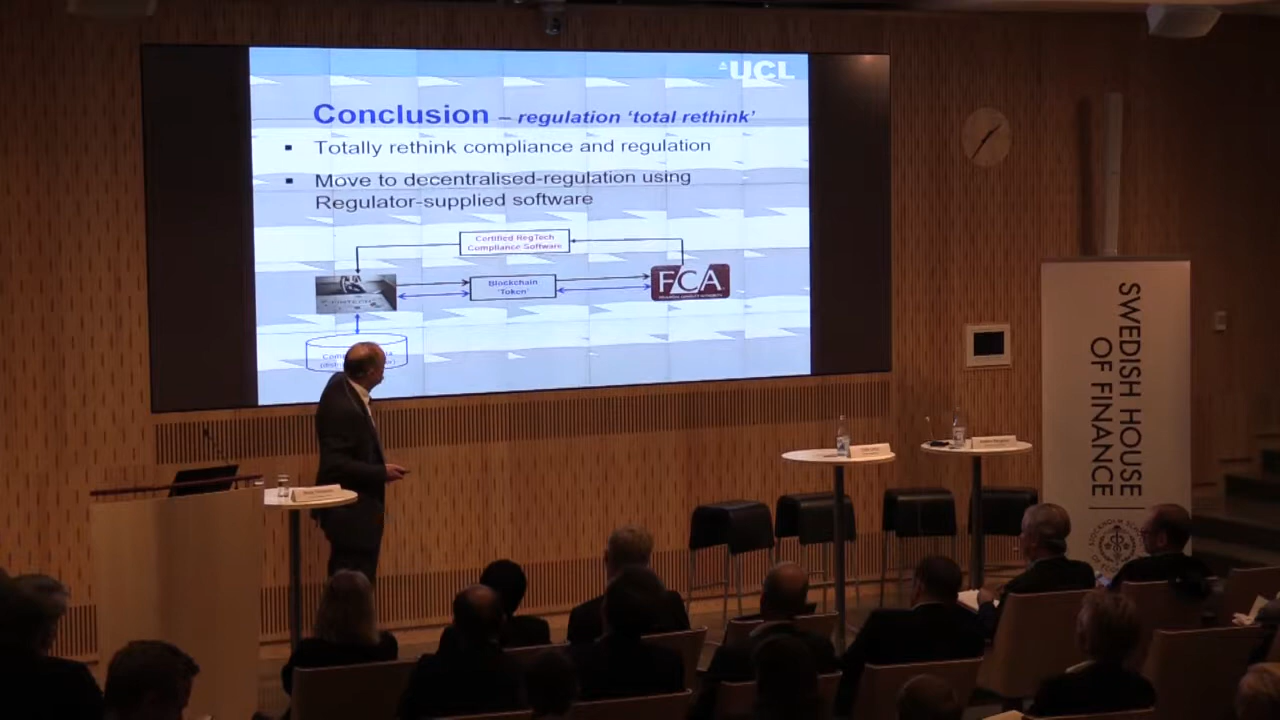 UCL
Conclusion – regulation ‘total rethink’
▪ Totally rethink compliance and regulation
▪ Move to decentralised-regulation using
Regulator-supplied software
Certified RegTech
Compliance Software
Blockchain
‘Token’
FCA
SWEDISH HOUSE
OF FINANCE